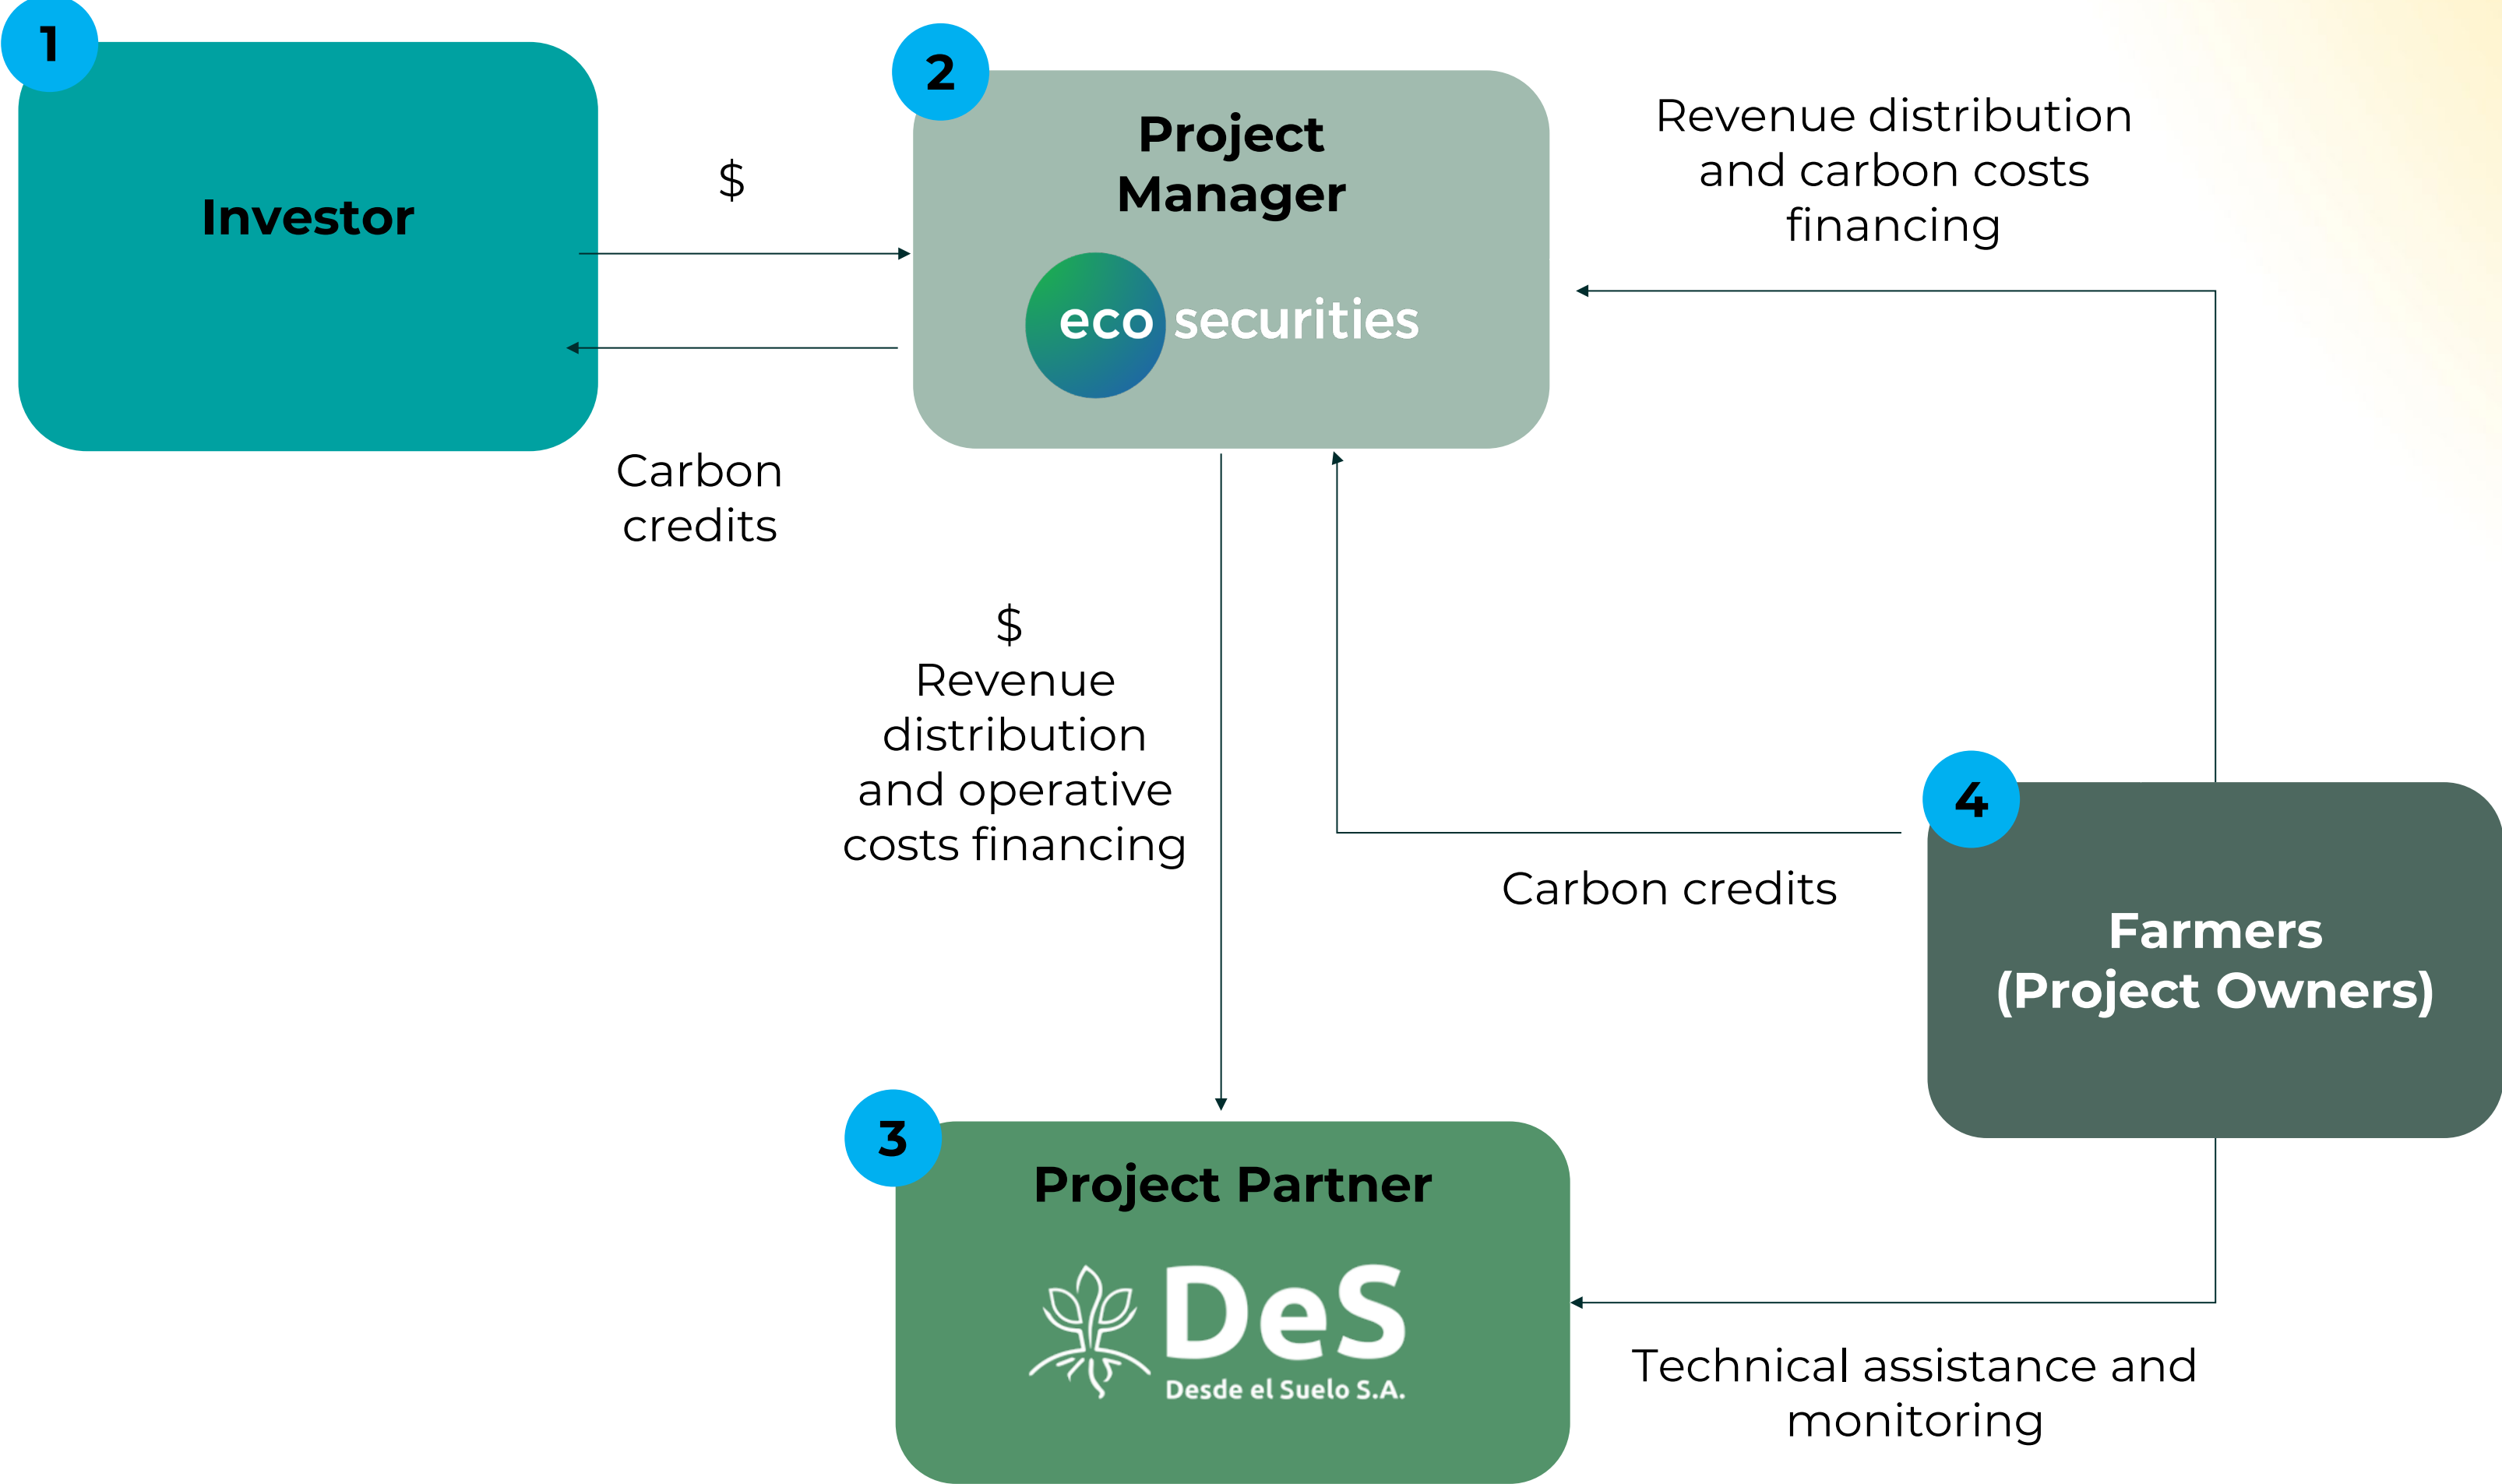 1
Investor
$
Carbon
credits
2
Project
Manager
eco securities
Revenue distribution
and carbon costs
financing
$
Revenue
distribution
and operative
costs financing
Carbon credits
4
Farmers
(Project Owners)
3
Project Partner
DeS
Desde el Suelo S.A.
Technical assistance and
monitoring